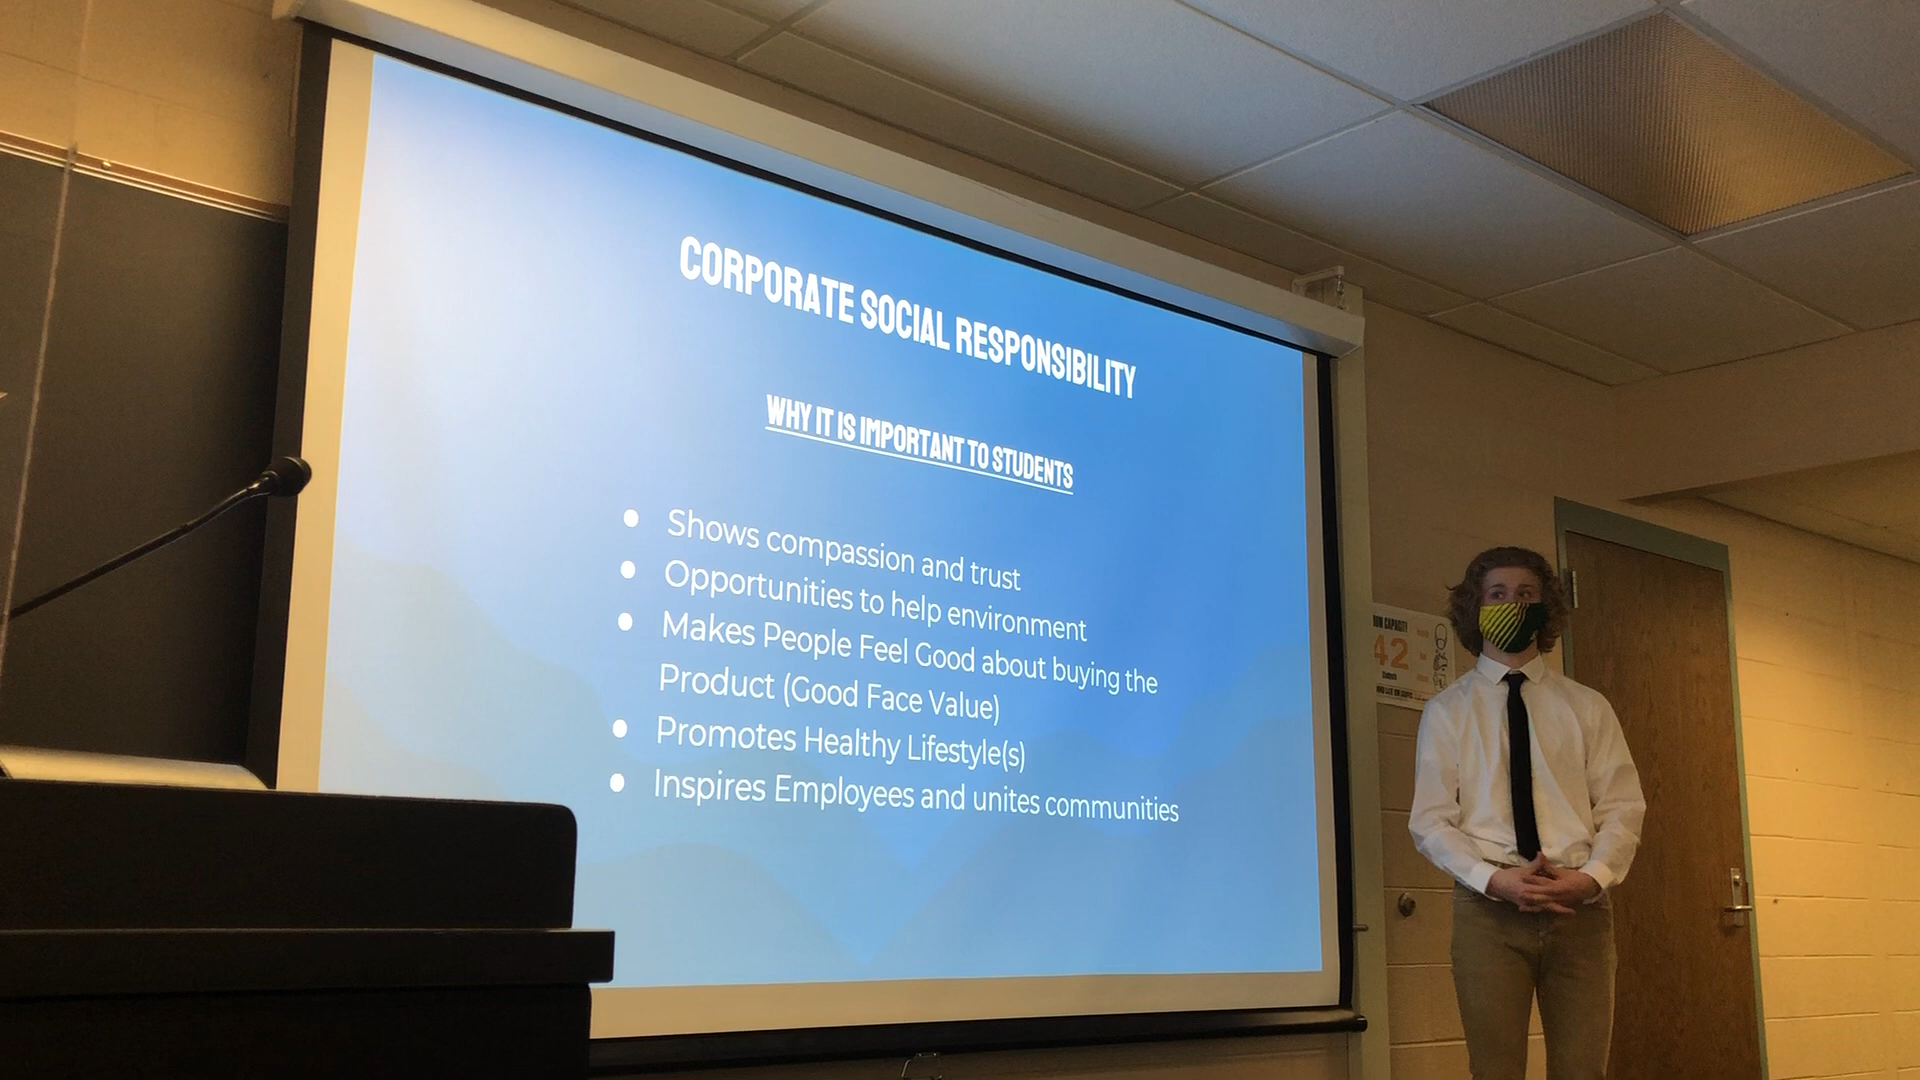 CORPORATE SOCIAL RESPONSIBILITY
WHY IT IS IMPORTANT TO STUDENTS
● Shows compassion and trust
● Opportunities to help environment
● Makes People Feel Good about buying the
Product (Good Face Value)
● Promotes Healthy Lifestyle(s)
● Inspires Employees and unites communities
CAPACITY
42